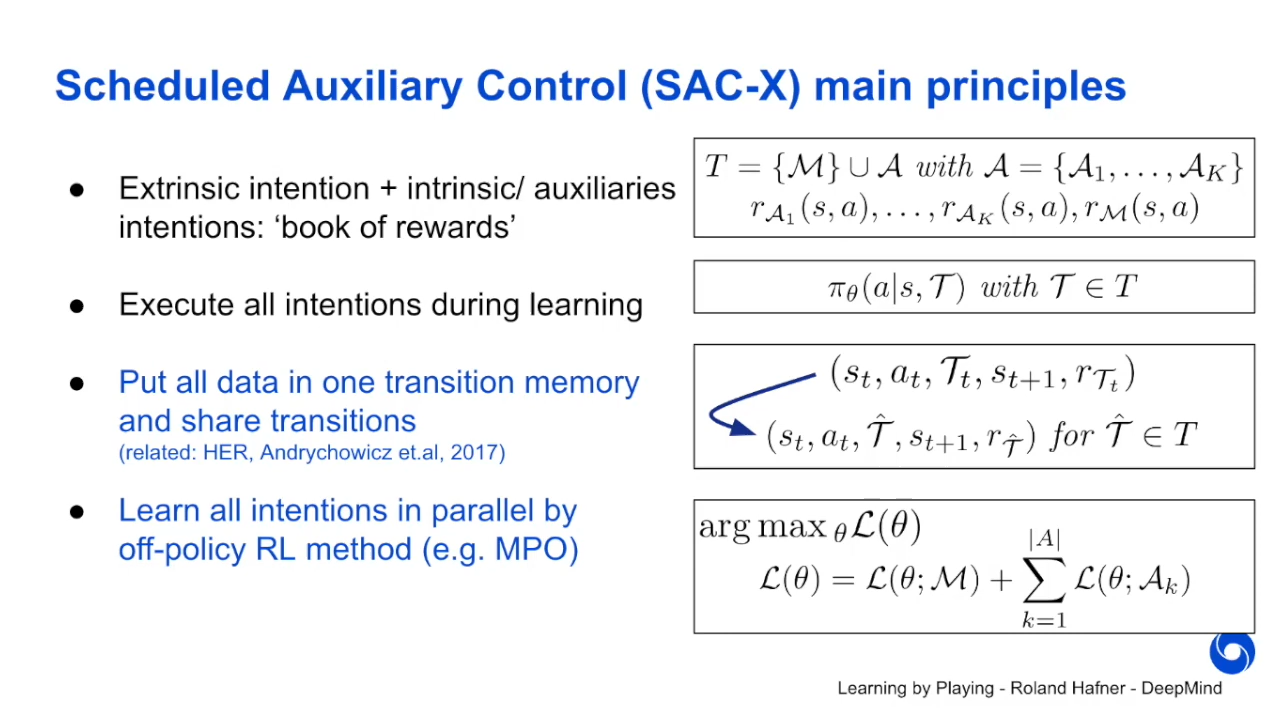 Scheduled Auxiliary Control (SAC-X) main principles
● Extrinsic intention + intrinsic/ auxiliaries
intentions: ‘book of rewards’
● Execute all intentions during learning
● Put all data in one transition memory
and share transitions
(related: HER, Andrychowicz et.al, 2017)
● Learn all intentions in parallel by
off-policy RL method (e.g. MPO)
T = {ℳ} ∪ 𝒜 with 𝒜 = {𝒜₁, . . . , 𝒜_K}
r_𝒜₁(s, a), . . . , r_𝒜_K(s, a), r_ℳ(s, a)
π_θ(a|s, 𝒯) with 𝒯 ∈ T
(s_t, a_t, 𝒯_t, s_{t+1}, r_{𝒯_t})
(s_t, a_t, 𝒯̂, s_{t+1}, r_𝒯̂) for 𝒯̂ ∈ T
arg max _θ ℒ(θ)
ℒ(θ) = ℒ(θ; ℳ) + ∑_{k=1}^{|A|} ℒ(θ; 𝒜_k)
Learning by Playing - Roland Hafner - DeepMind